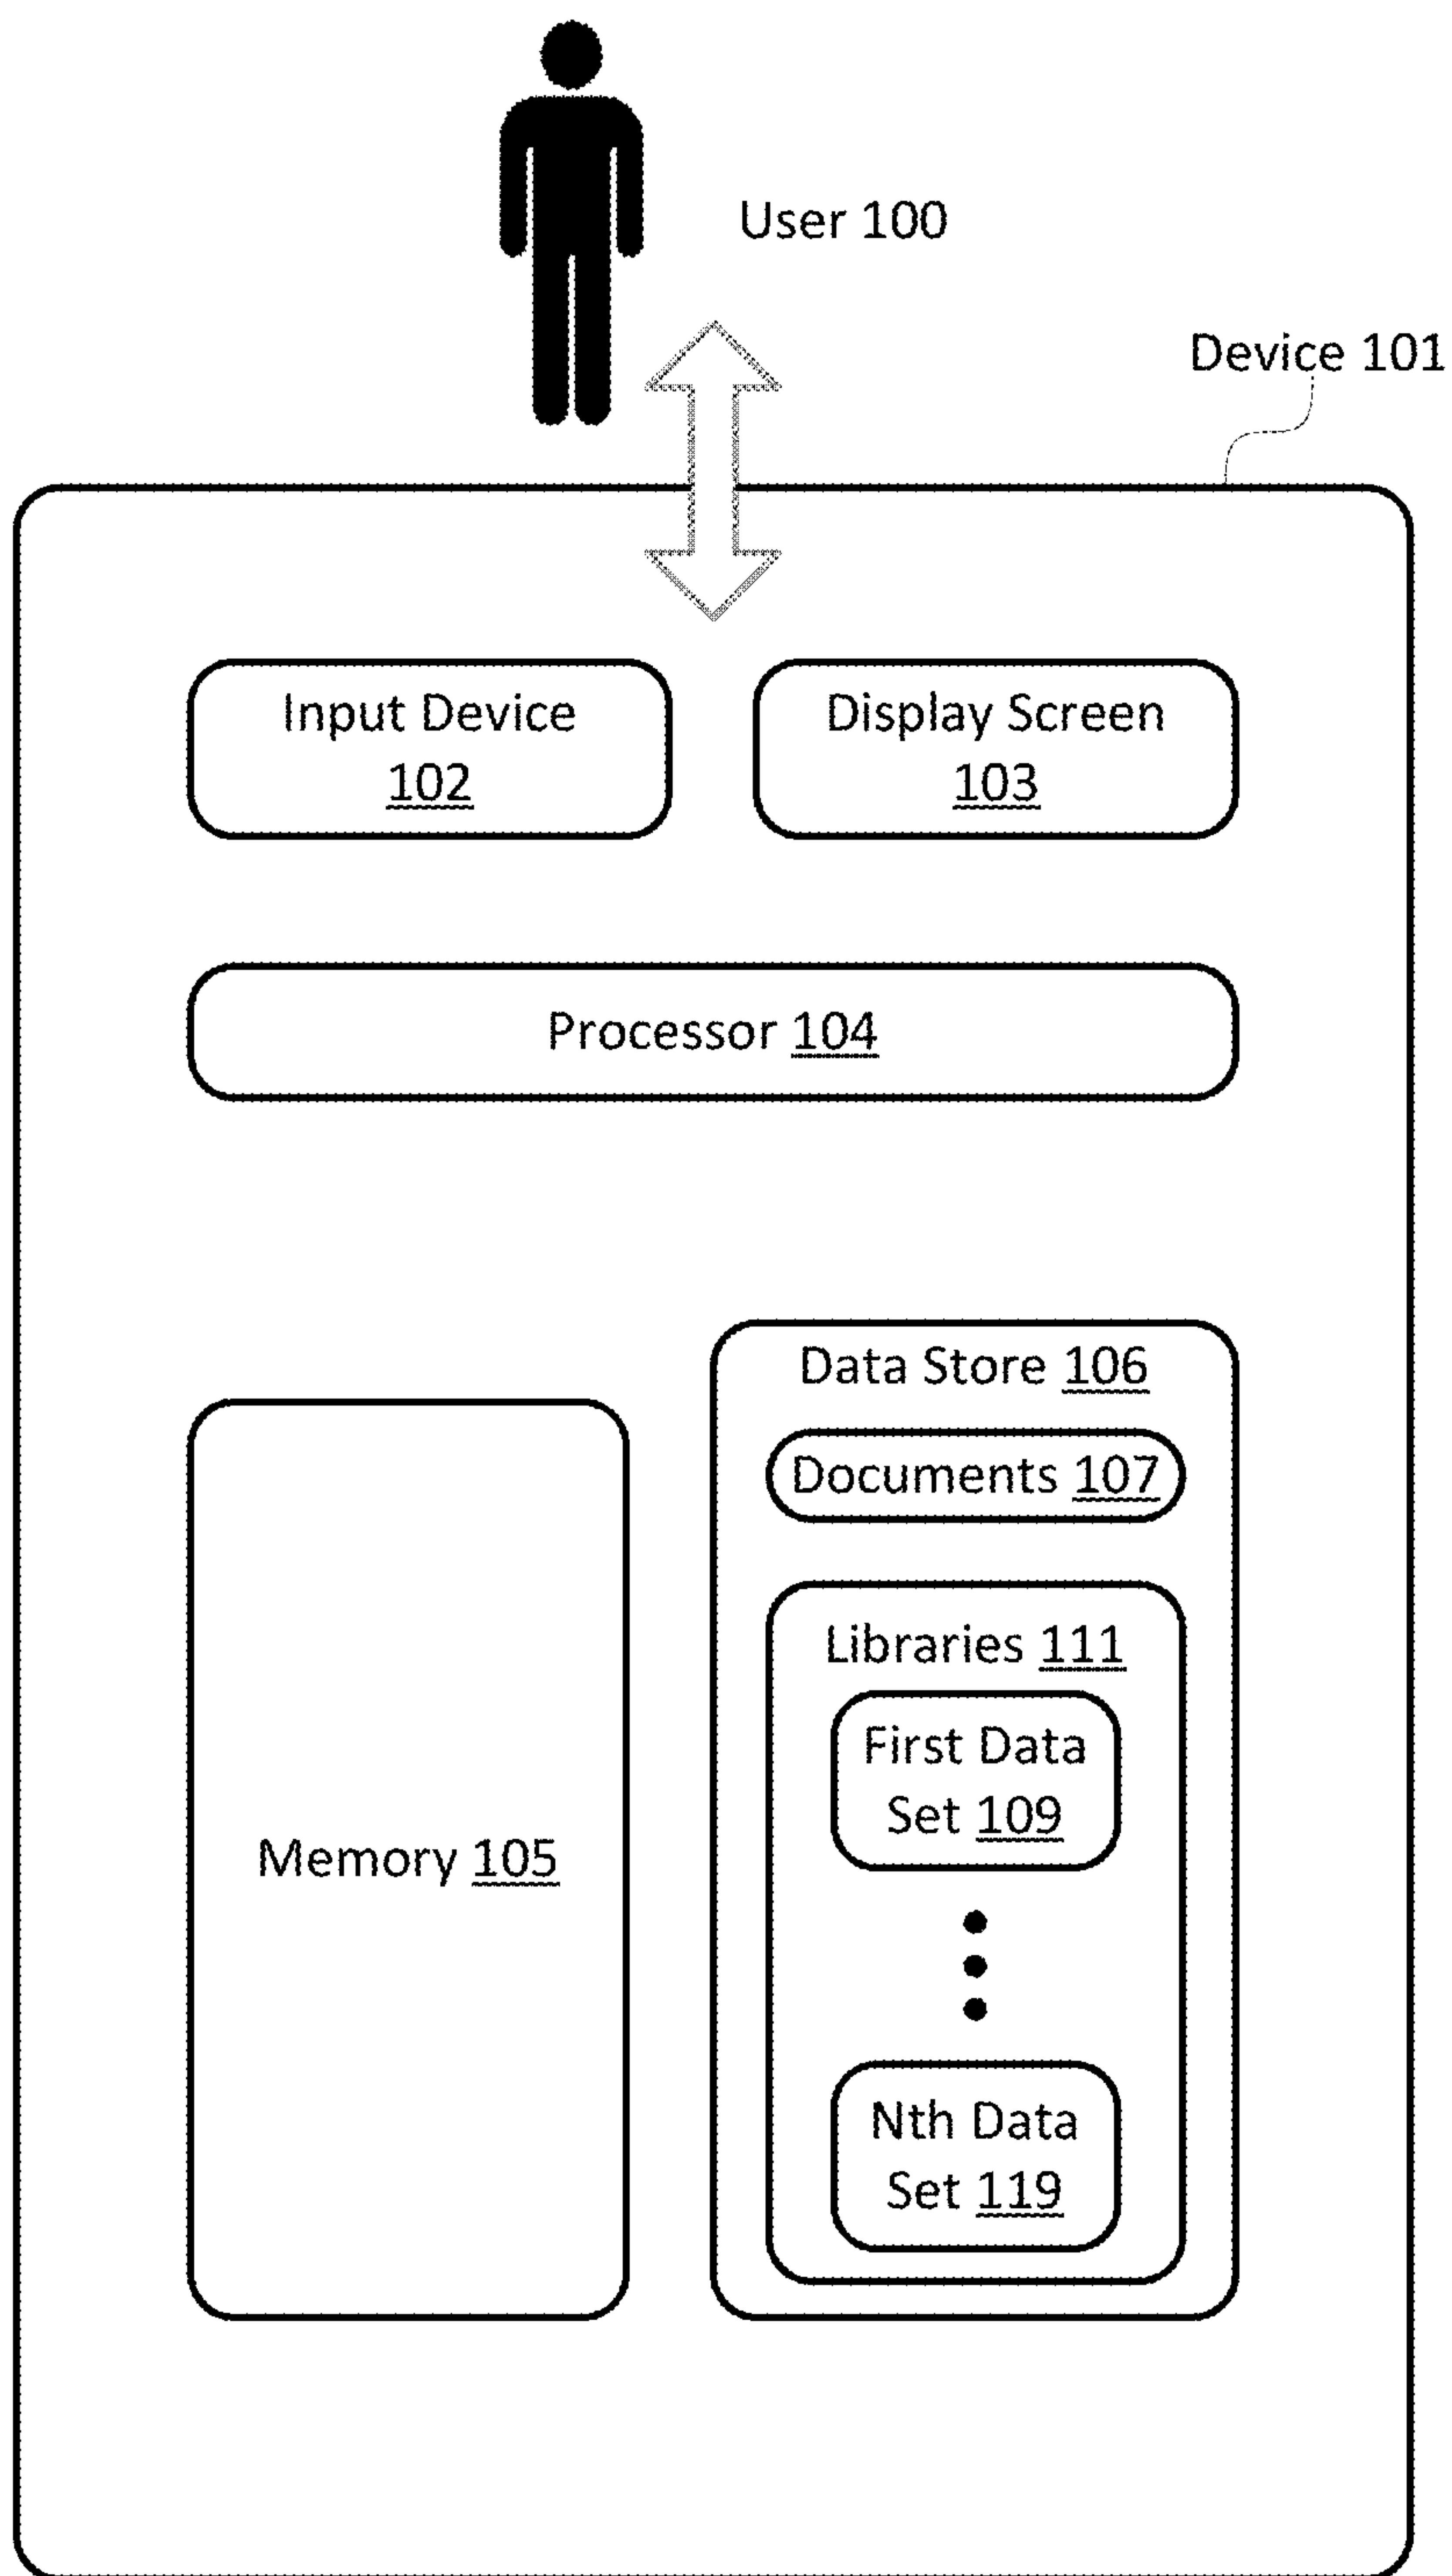 User 100
Device 101
Input Device
102
Display Screen
103
Processor 104
Data Store 106
Documents 107
Libraries 111
First Data
Set 109
Memory 105
Nth Data
Set 119